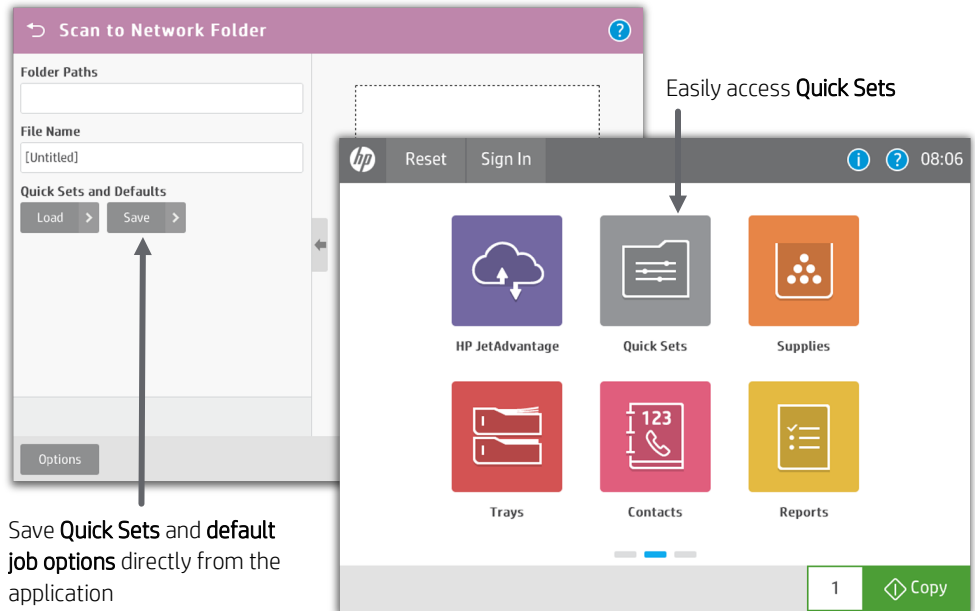 Scan to Network Folder
?
Folder Paths
File Name
[Untitled]
Quick Sets and Defaults
Load >
Save >
Options
Save Quick Sets and default
job options directly from the
application
Easily access Quick Sets
hp
Reset
Sign In
i
?
08:06
HP JetAdvantage
Quick Sets
Supplies
123
Trays
Contacts
Reports
1
Copy